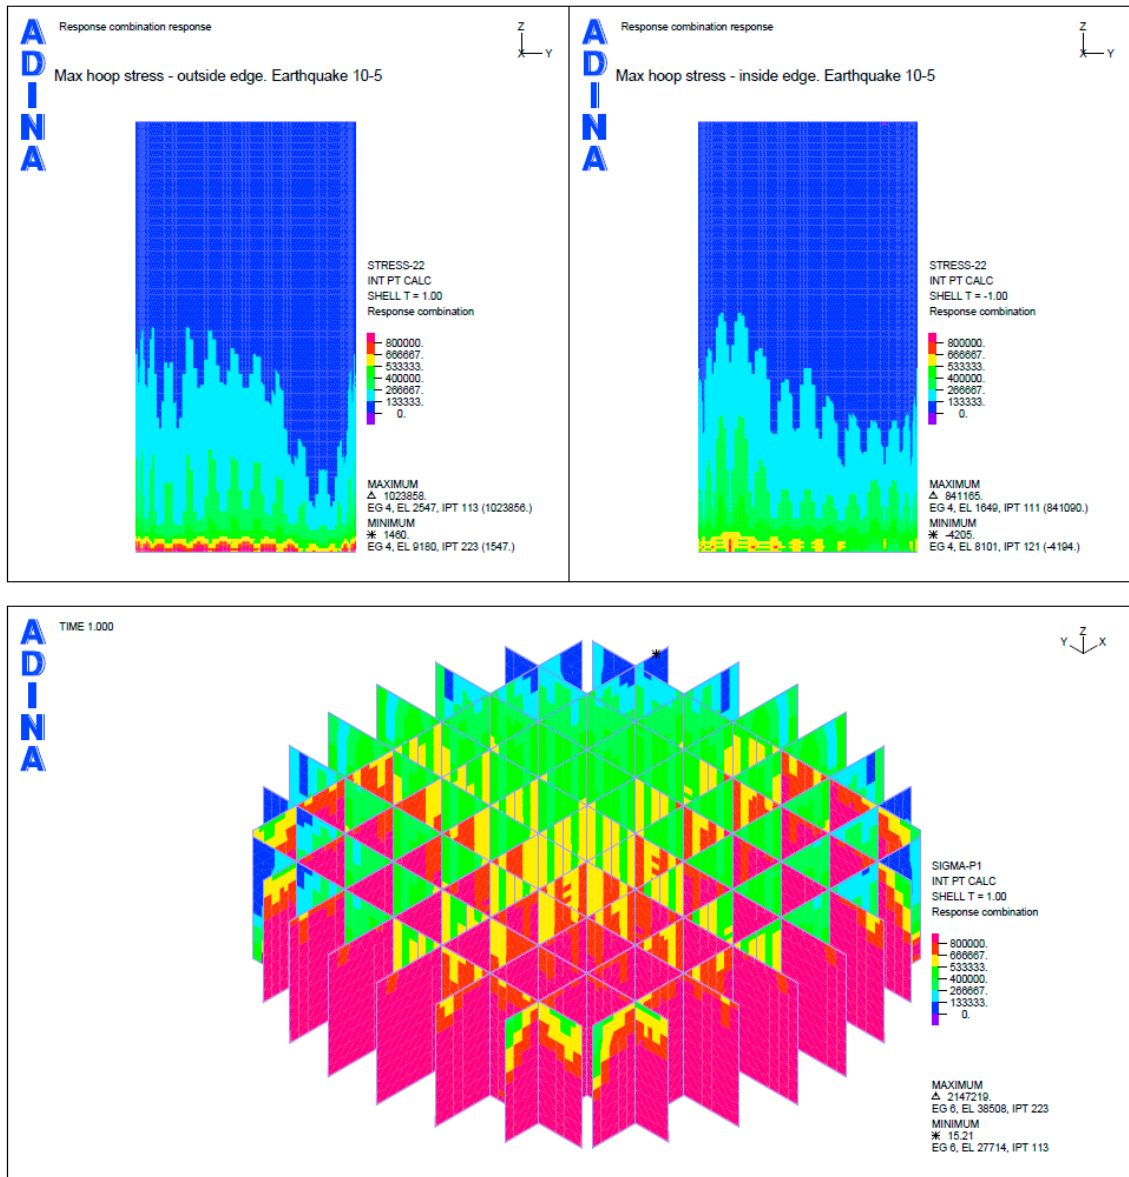 ADINA
Response combination response
Z
X Y
Max hoop stress - outside edge. Earthquake 10-5
STRESS-22
INT PT CALC
SHELL T = 1.00
Response combination
800000.
666667.
533333.
400000.
266667.
133333.
0.
MAXIMUM
Δ 1023858.
EG 4, EL 2547, IPT 113 (1023856.)
MINIMUM
* 1460.
EG 4, EL 9180, IPT 223 (1547.)
ADINA
Response combination response
Z
X Y
Max hoop stress - inside edge. Earthquake 10-5
STRESS-22
INT PT CALC
SHELL T = -1.00
Response combination
800000.
666667.
533333.
400000.
266667.
133333.
0.
MAXIMUM
Δ 841165.
EG 4, EL 1649, IPT 111 (841090.)
MINIMUM
* -4205.
EG 4, EL 8101, IPT 121 (-4194.)
ADINA
TIME 1.000
Z
Y X
SIGMA-P1
INT PT CALC
SHELL T = 1.00
Response combination
800000.
666667.
533333.
400000.
266667.
133333.
0.
MAXIMUM
Δ 2147219.
EG 6, EL 38508, IPT 223
MINIMUM
* 15.21
EG 6, EL 27714, IPT 113